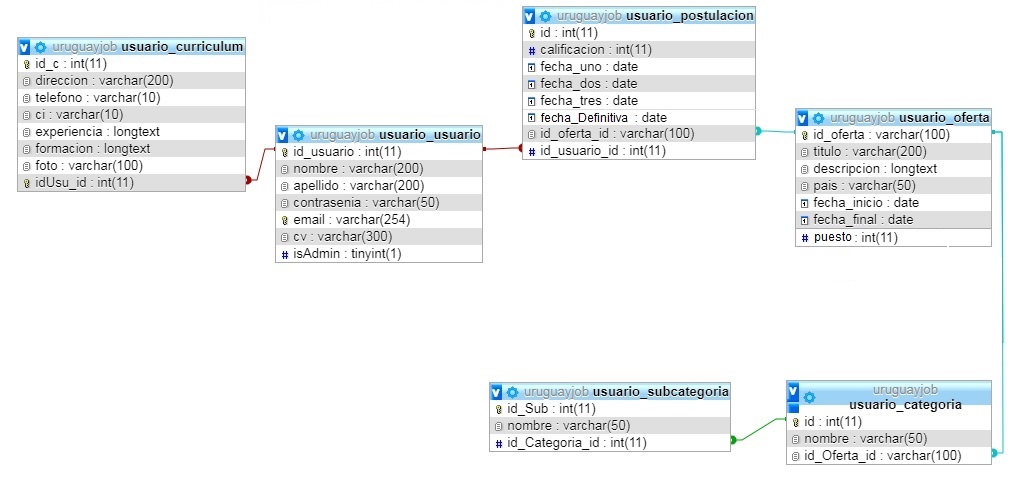 uruguayjob usuario_curriculum
id_c : int(11)
direccion : varchar(200)
telefono : varchar(10)
ci : varchar(10)
experiencia : longtext
formacion : longtext
foto : varchar(100)
idUsu_id : int(11)
uruguayjob usuario_usuario
id_usuario : int(11)
nombre : varchar(200)
apellido : varchar(200)
contrasenia : varchar(50)
email : varchar(254)
cv : varchar(300)
# isAdmin : tinyint(1)
uruguayjob usuario_postulacion
id : int(11)
# calificacion : int(11)
fecha_uno : date
fecha_dos : date
fecha_tres : date
fecha_Definitiva : date
id_oferta_id : varchar(100)
# id_usuario_id : int(11)
uruguayjob usuario_oferta
id_oferta : varchar(100)
titulo : varchar(200)
descripcion : longtext
pais : varchar(50)
fecha_inicio : date
fecha_final : date
# puesto : int(11)
uruguayjob usuario_subcategoria
id_Sub : int(11)
nombre : varchar(50)
# id_Categoria_id : int(11)
uruguayjob
usuario_categoria
id : int(11)
nombre : varchar(50)
id_Oferta_id : varchar(100)